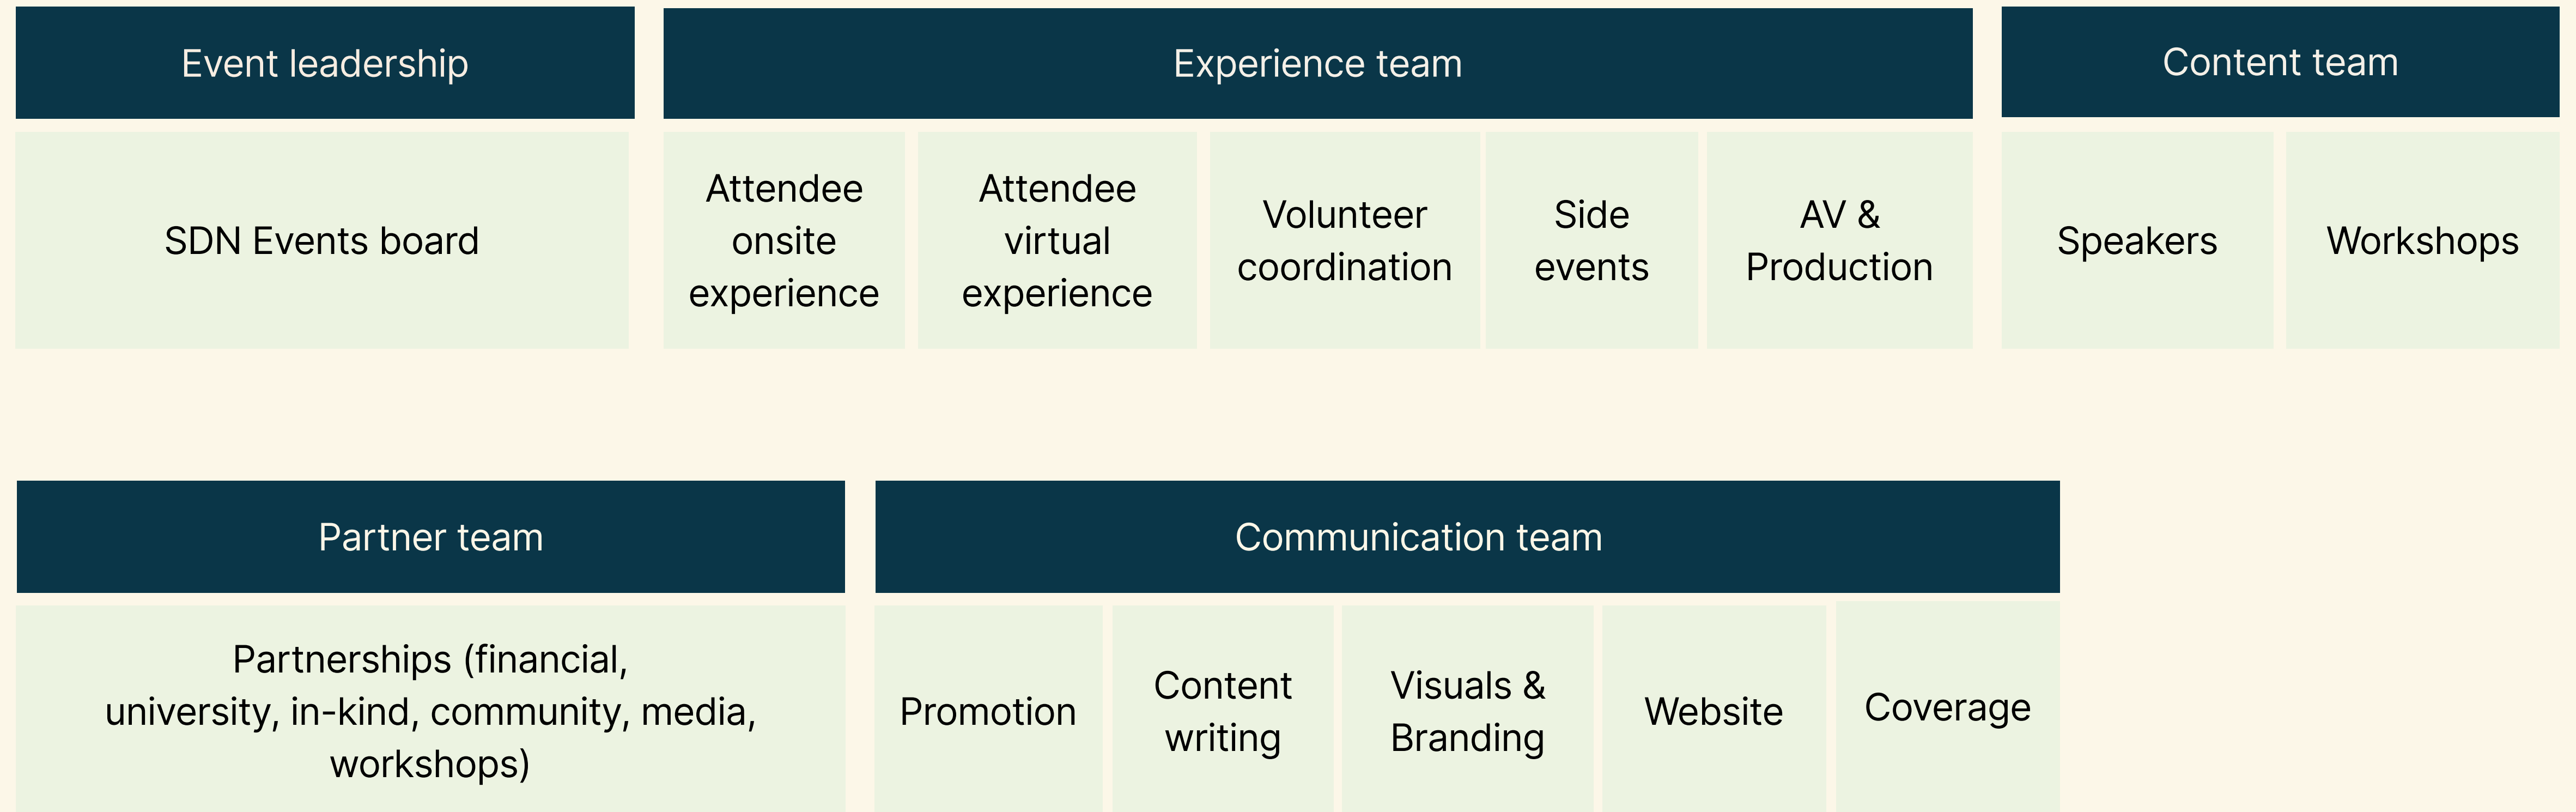 Event leadership
Experience team
Content team
SDN Events board
Attendee
onsite
experience
Attendee
virtual
experience
Volunteer
coordination
Side
events
AV &
Production
Speakers
Workshops
Partner team
Communication team
Partnerships (financial,
university, in-kind, community, media,
workshops)
Promotion
Content
writing
Visuals &
Branding
Website
Coverage